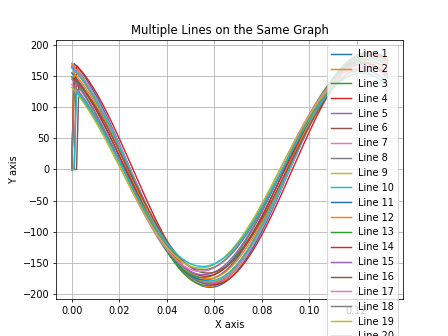 Multiple Lines on the Same Graph
200
150
100
50
0
−50
−100
−150
−200
Y axis
0.00
0.02
0.04
0.06
0.08
0.10
X axis
Line 1
Line 2
Line 3
Line 4
Line 5
Line 6
Line 7
Line 8
Line 9
Line 10
Line 11
Line 12
Line 13
Line 14
Line 15
Line 16
Line 17
Line 18
Line 19
Line 20